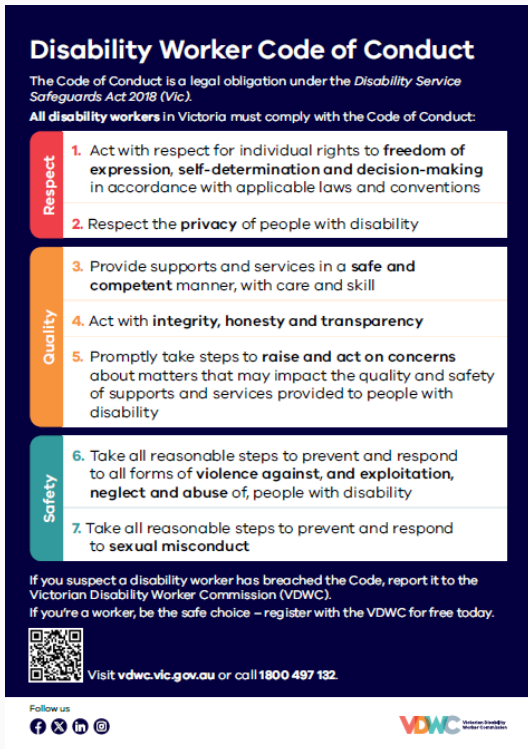 Disability Worker Code of Conduct
The Code of Conduct is a legal obligation under the Disability Service
Safeguards Act 2018 (Vic).
All disability workers in Victoria must comply with the Code of Conduct:
Respect
1. Act with respect for individual rights to freedom of
expression, self-determination and decision-making
in accordance with applicable laws and conventions
2. Respect the privacy of people with disability
Quality
3. Provide supports and services in a safe and
competent manner, with care and skill
4. Act with integrity, honesty and transparency
5. Promptly take steps to raise and act on concerns
about matters that may impact the quality and safety
of supports and services provided to people with
disability
Safety
6. Take all reasonable steps to prevent and respond
to all forms of violence against, and exploitation,
neglect and abuse of, people with disability
7. Take all reasonable steps to prevent and respond
to sexual misconduct
If you suspect a disability worker has breached the Code, report it to the
Victorian Disability Worker Commission (VDWC).
If you're a worker, be the safe choice – register with the VDWC for free today.
Visit vdwc.vic.gov.au or call 1800 497 132.
Follow us
VDWC
Victorian Disability
Worker Commission